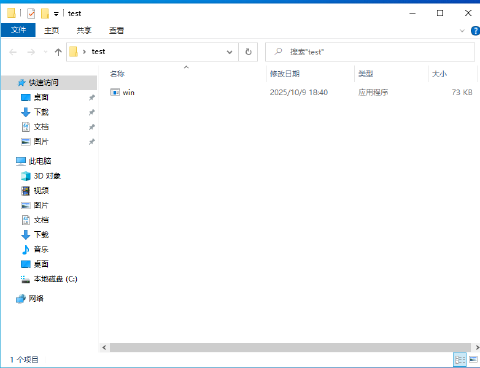 test
文件 主页 共享 查看
test 搜索"test"
名称 修改日期 类型 大小
win 2025/10/9 18:40 应用程序 73 KB
快速访问
桌面
下载
文档
图片
此电脑
3D 对象
视频
图片
文档
下载
音乐
桌面
本地磁盘 (C:)
网络
1 个项目